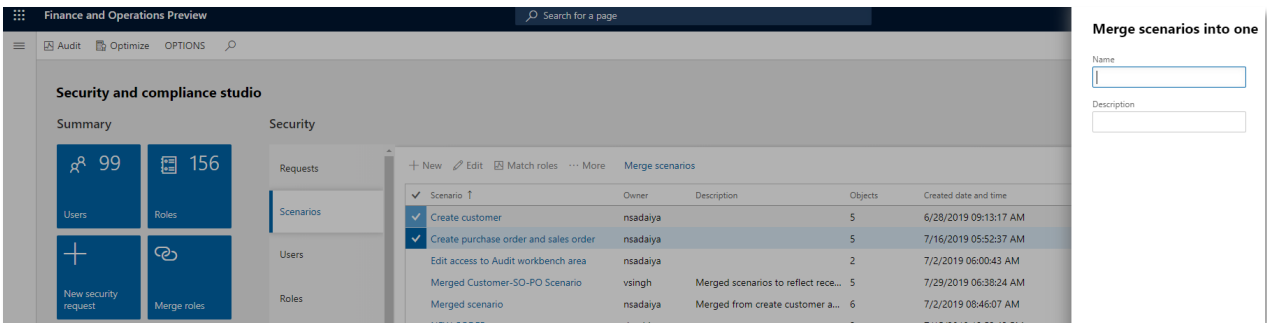 Finance and Operations Preview
Search for a page
Audit Optimize OPTIONS
Security and compliance studio
Summary
99
Users
156
Roles
New security
request
Merge roles
Security
Requests
Scenarios
Users
Roles
New Edit Match roles ··· More Merge scenarios
Scenario Owner Description Objects Created date and time
Create customer nsadaiya 5 6/28/2019 09:13:17 AM
Create purchase order and sales order nsadaiya 5 7/16/2019 05:52:37 AM
Edit access to Audit workbench area nsadaiya 2 7/2/2019 06:00:43 AM
Merged Customer-SO-PO Scenario vsingh Merged scenarios to reflect rece... 5 7/29/2019 06:38:24 AM
Merged scenario nsadaiya Merged from create customer a... 6 7/2/2019 08:46:07 AM
Merge scenarios into one
Name
Description